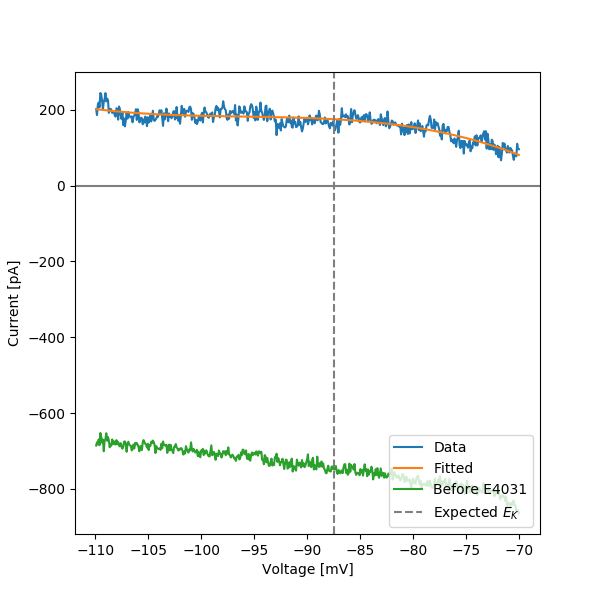 200
0
−200
−400
−600
−800
Current [pA]
−110
−105
−100
−95
−90
−85
−80
−75
−70
Voltage [mV]
Data
Fitted
Before E4031
Expected E_K